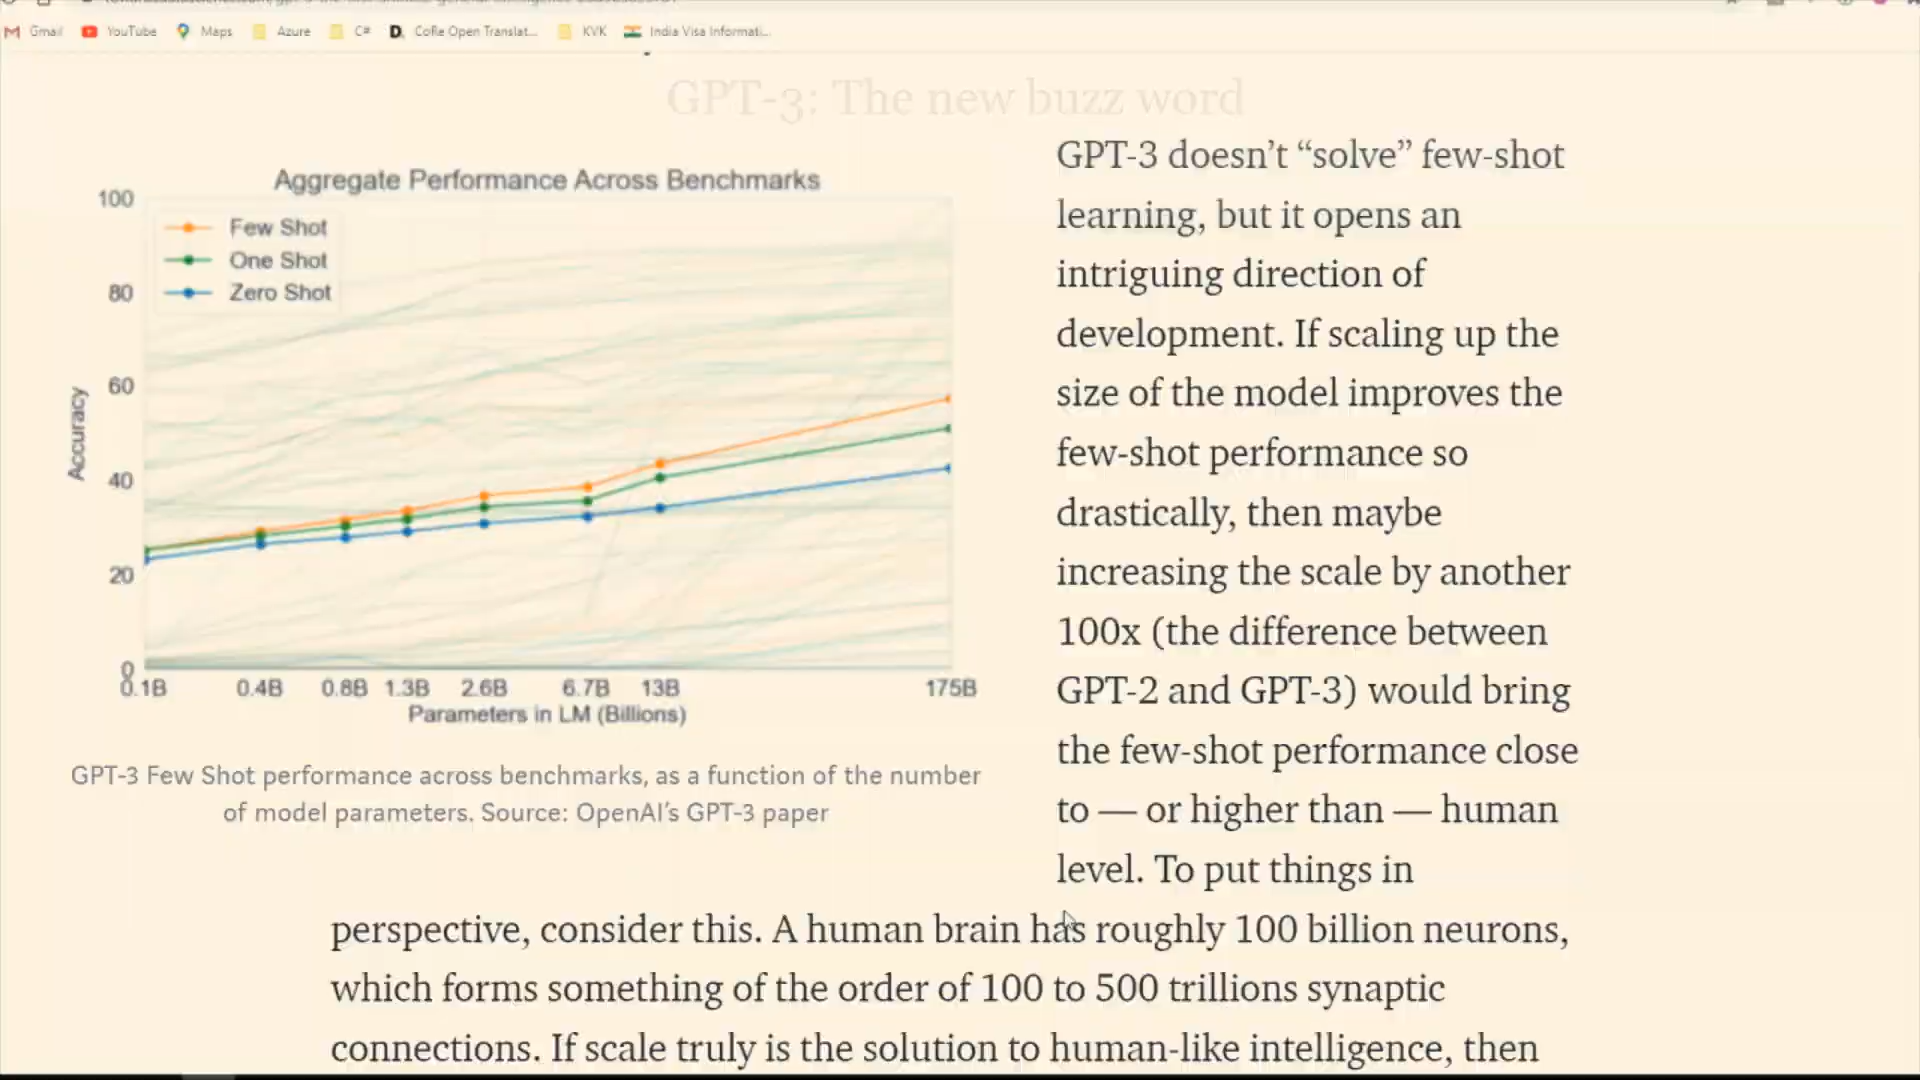 Gmail YouTube Maps Azure C# D. CoRe Open Translat... KVK India Visa Informati...
GPT-3: The new buzz word
Aggregate Performance Across Benchmarks
100
Few Shot
One Shot
80
Zero Shot
60
Accuracy
40
20
0
0.1B 0.4B 0.8B 1.3B 2.6B 6.7B 13B 175B
Parameters in LM (Billions)
GPT-3 Few Shot performance across benchmarks, as a function of the number
of model parameters. Source: OpenAI’s GPT-3 paper
GPT-3 doesn’t “solve” few-shot
learning, but it opens an
intriguing direction of
development. If scaling up the
size of the model improves the
few-shot performance so
drastically, then maybe
increasing the scale by another
100x (the difference between
GPT-2 and GPT-3) would bring
the few-shot performance close
to — or higher than — human
level. To put things in
perspective, consider this. A human brain has roughly 100 billion neurons,
which forms something of the order of 100 to 500 trillions synaptic
connections. If scale truly is the solution to human-like intelligence, then